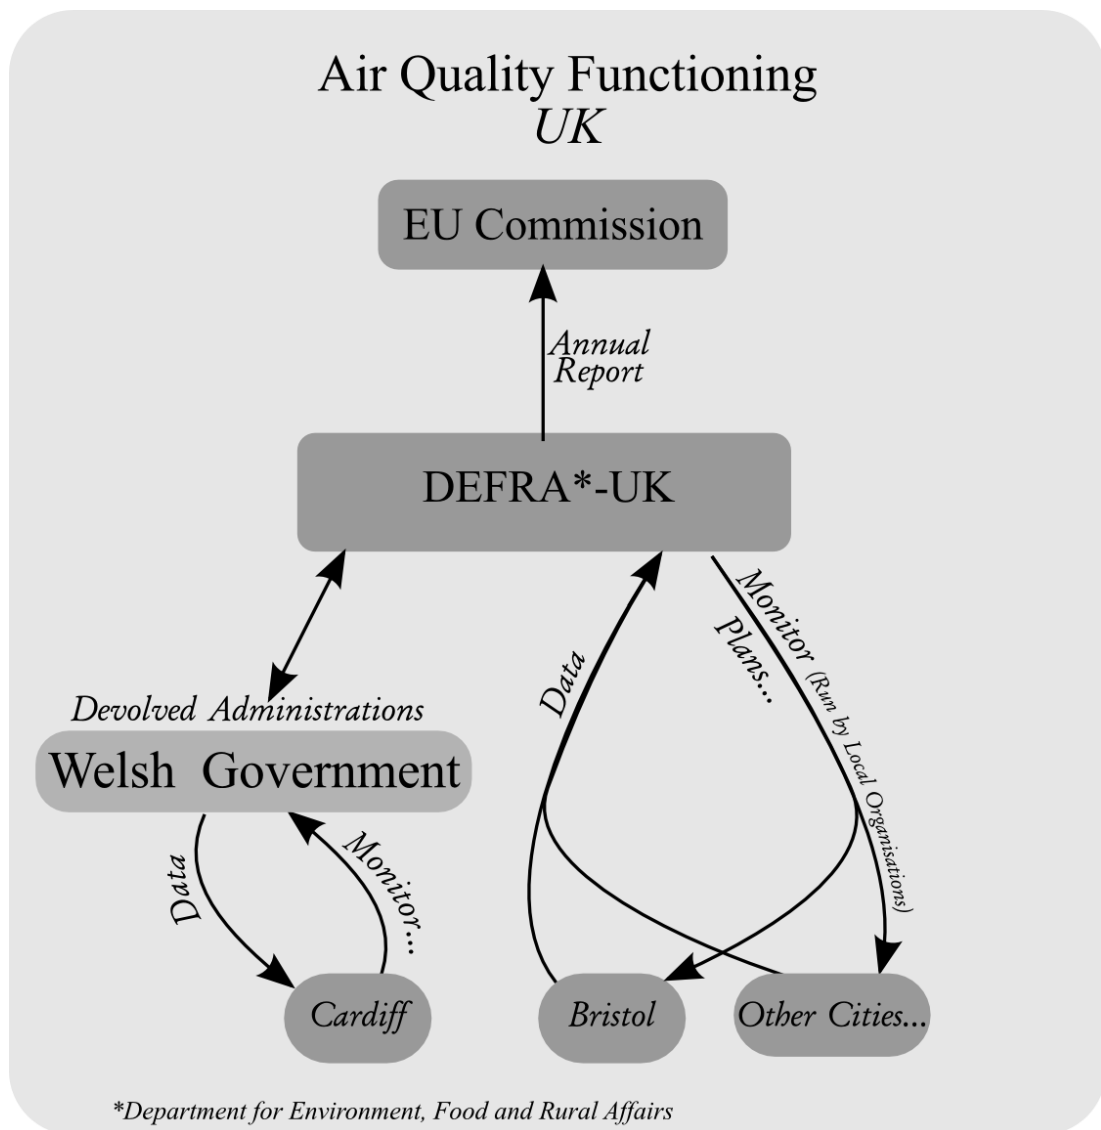 Air Quality Functioning
UK
EU Commission
Annual
Report
DEFRA*-UK
Monitor (Run by Local Organisations)
Plans...
Data
Devolved Administrations
Welsh Government
Data
Monitor...
Cardiff
Bristol
Other Cities...
*Department for Environment, Food and Rural Affairs